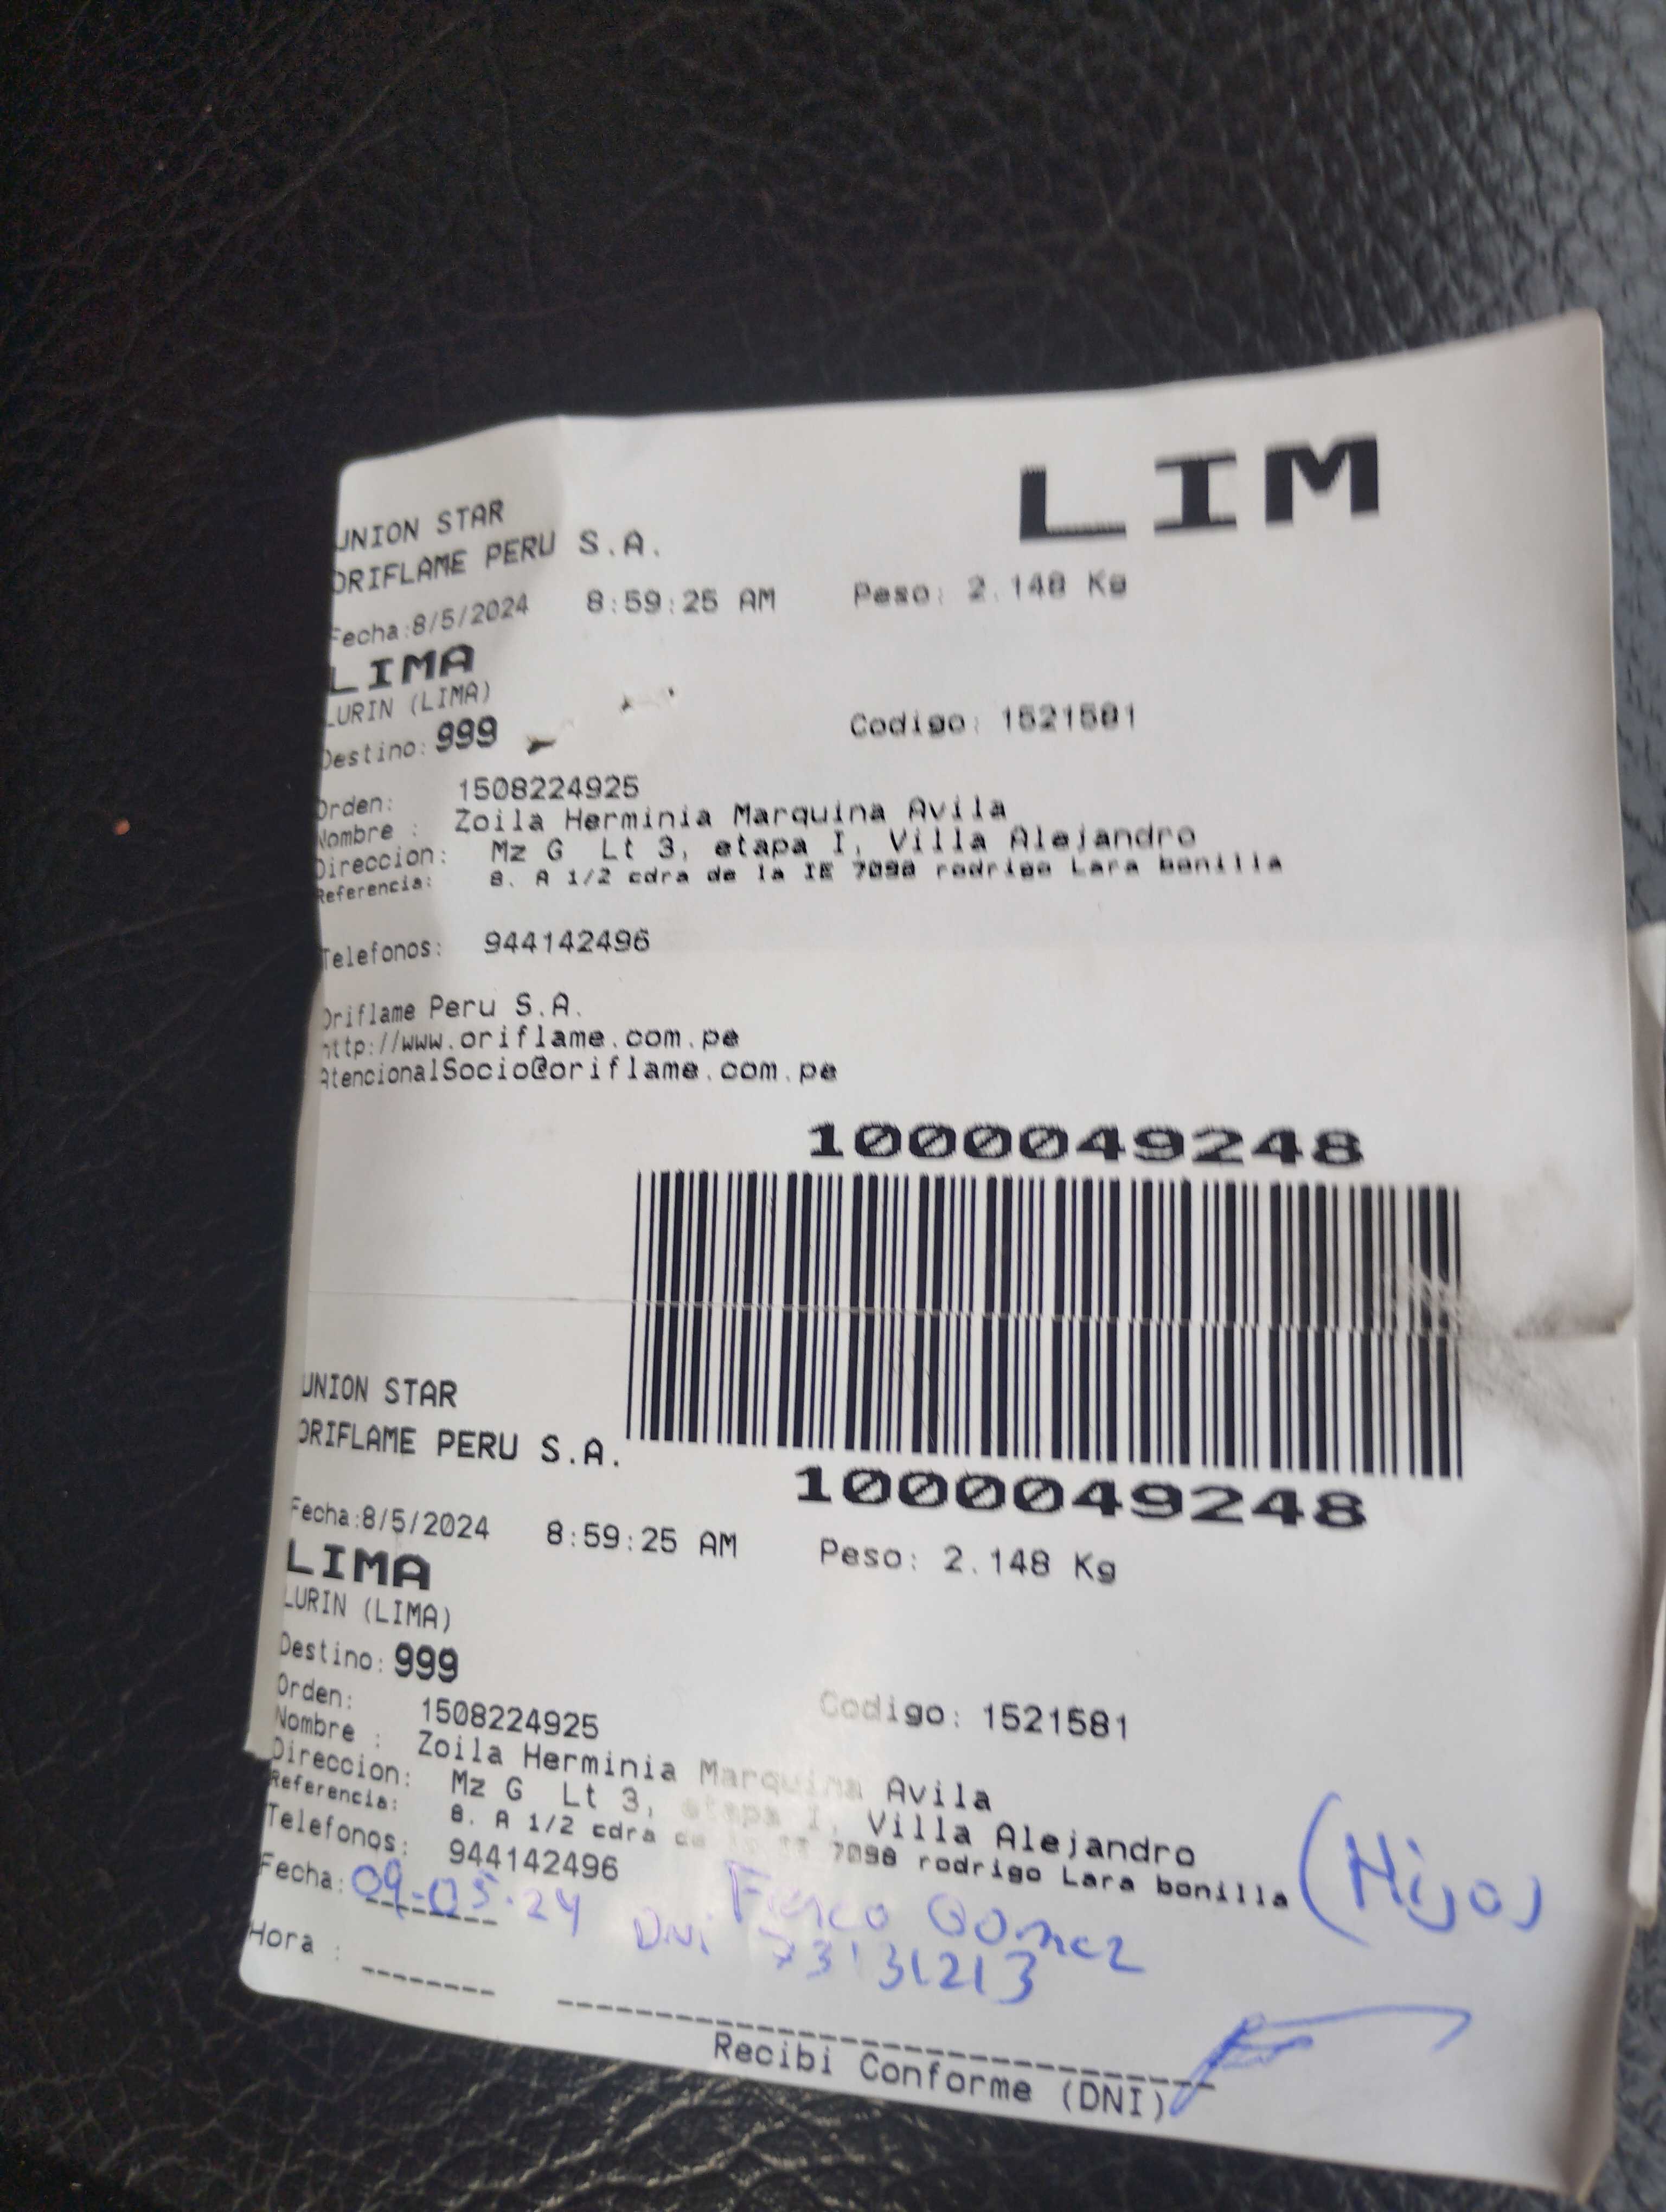 LIM
UNION STAR
ORIFLAME PERU S.A.
Fecha:8/5/2024 8:59:25 AM Peso: 2.148 Kg
LIMA
LURIN (LIMA)
Destino: 999 Codigo: 1521581
Orden: 1508224925
Nombre : Zoila Herminia Marquina Avila
Direccion: Mz G Lt 3, etapa I, Villa Alejandro
Referencia: 8. A 1/2 cdra de la IE 7098 rodrigo Lara bonilla
Telefonos: 944142496
Oriflame Peru S.A.
http://www.oriflame.com.pe
AtencionalSocio@oriflame.com.pe
1000049248
UNION STAR
ORIFLAME PERU S.A.
1000049248
Fecha:8/5/2024 8:59:25 AM Peso: 2.148 Kg
LIMA
LURIN (LIMA)
Destino: 999
Orden: 1508224925 Codigo: 1521581
Nombre : Zoila Herminia Marquina Avila
Direccion: Mz G Lt 3, etapa I, Villa Alejandro
Referencia: 8. A 1/2 cdra de la IE 7098 rodrigo Lara bonilla
Telefonos: 944142496 (Hijo)
Fecha: 09-05-24 Gomez
DNI 73131213
Hora :
Recibi Conforme (DNI)